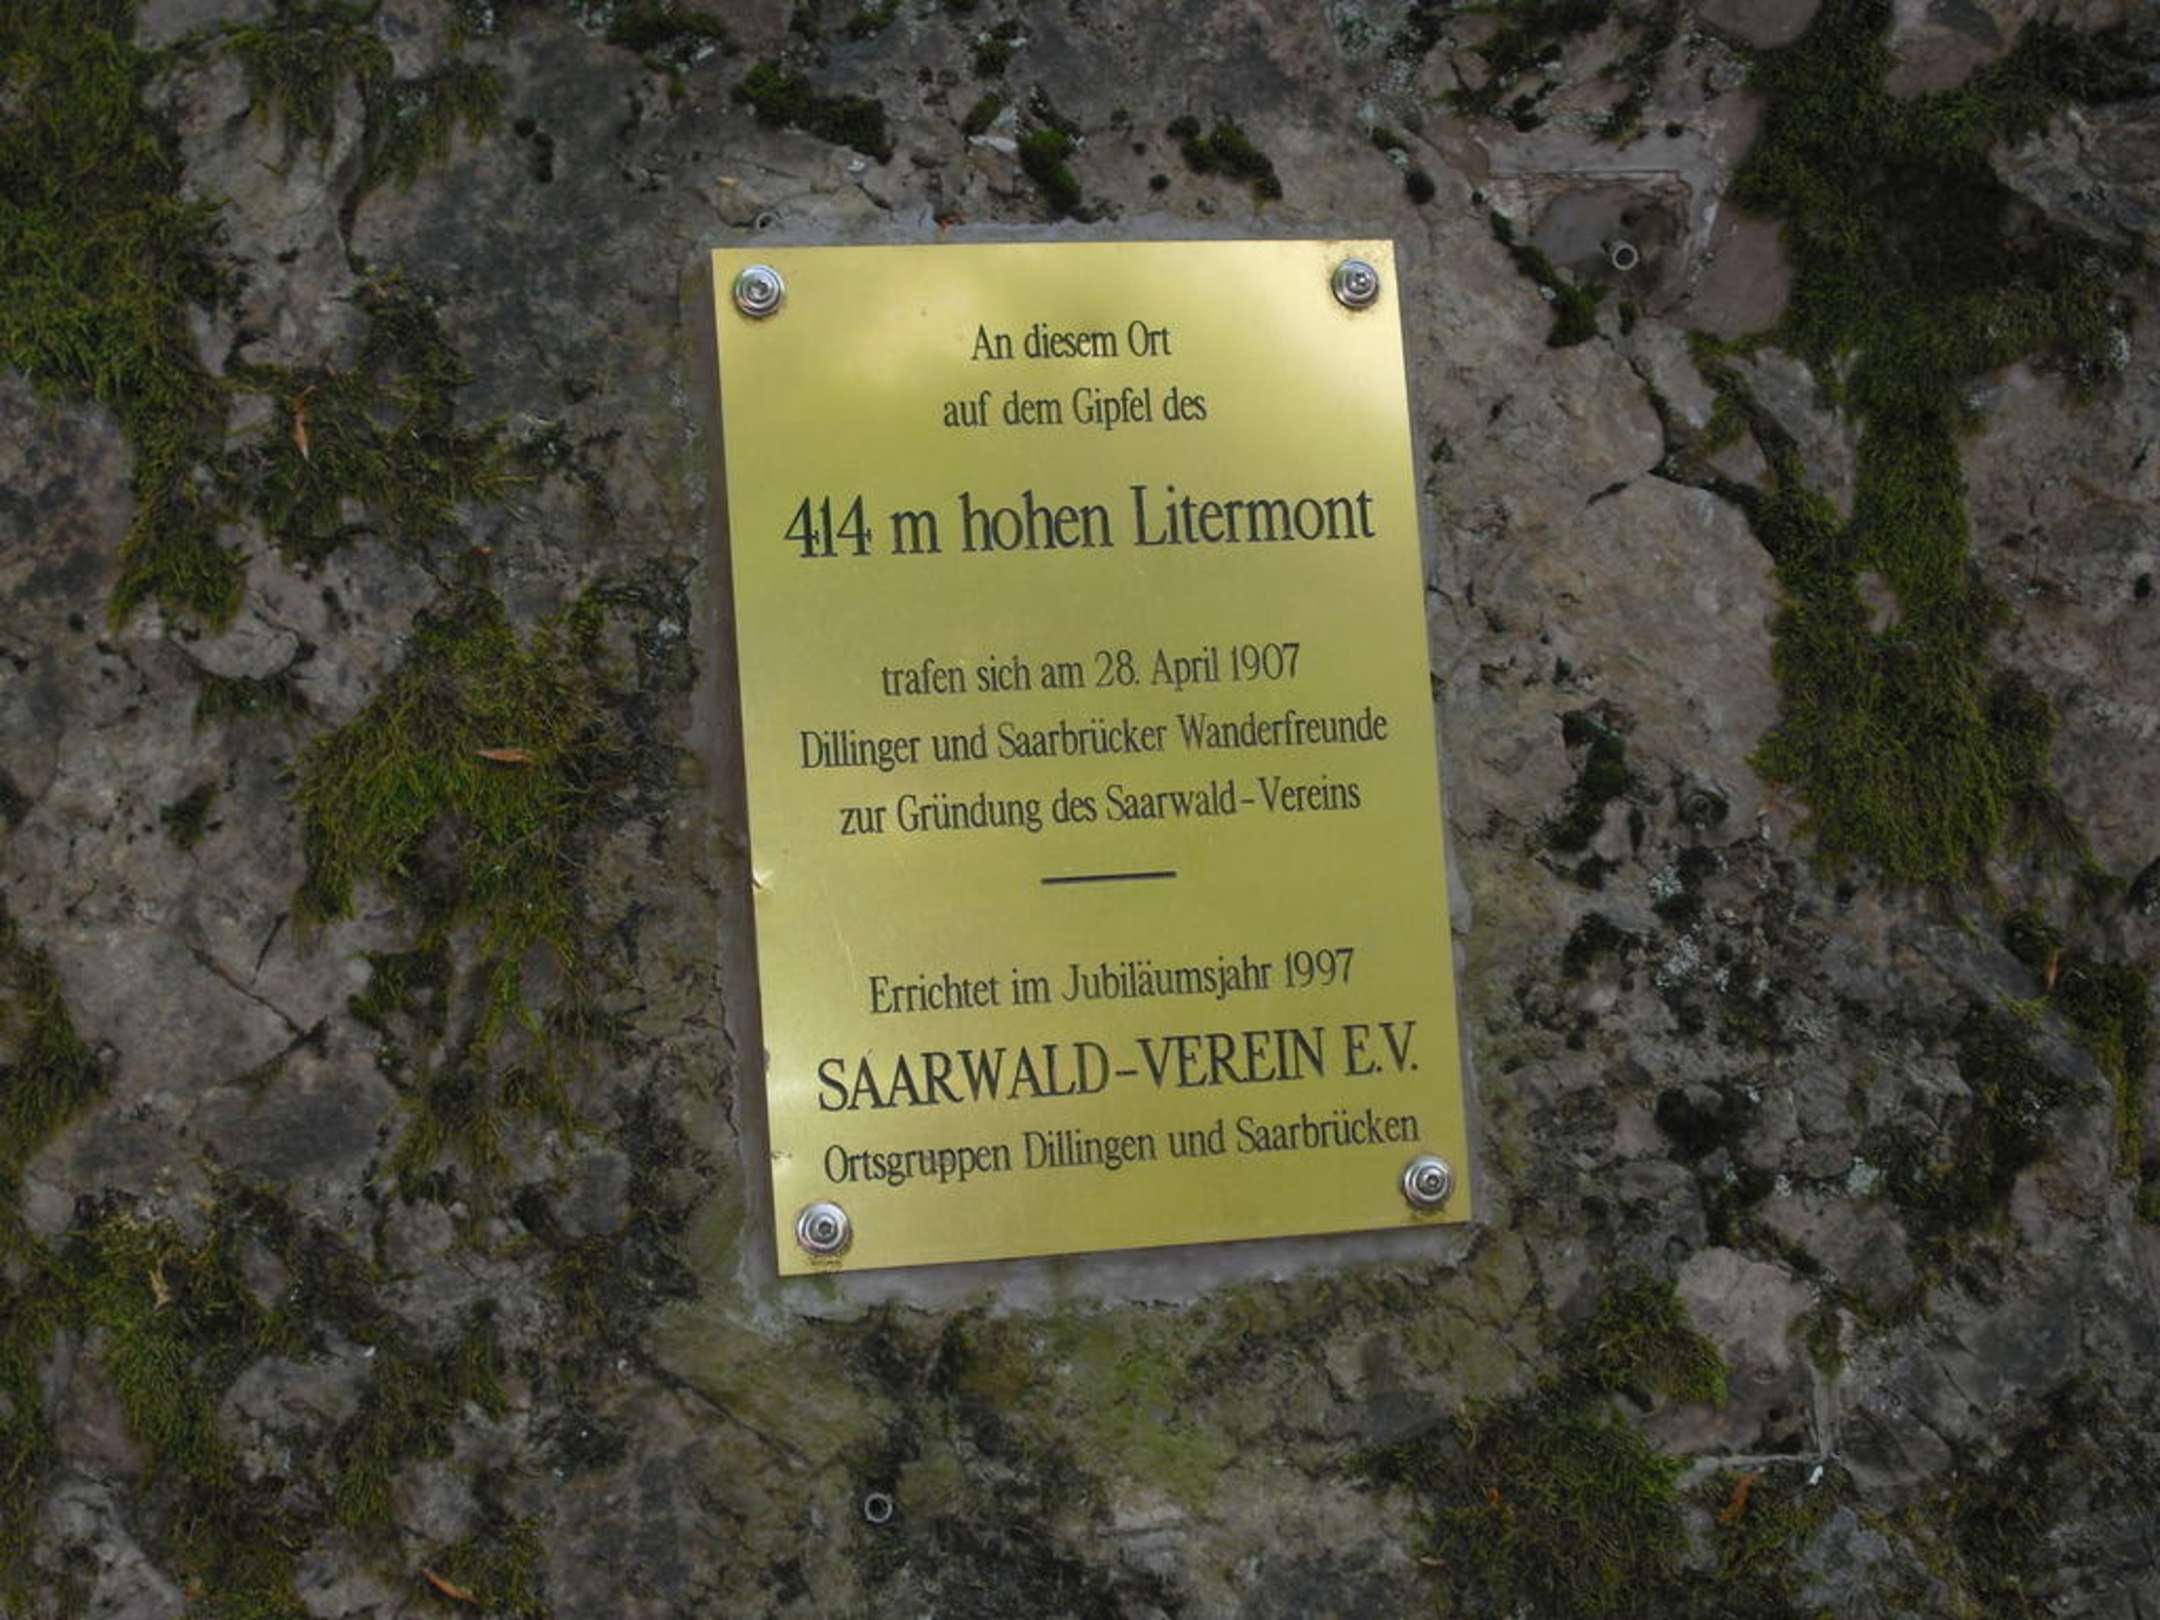 An diesem Ort
auf dem Gipfel des
414 m hohen Litermont
trafen sich am 28. April 1907
Dillinger und Saarbrücker Wanderfreunde
zur Gründung des Saarwald-Vereins
Errichtet im Jubiläumsjahr 1997
SAARWALD-VEREIN E.V.
Ortsgruppen Dillingen und Saarbrücken